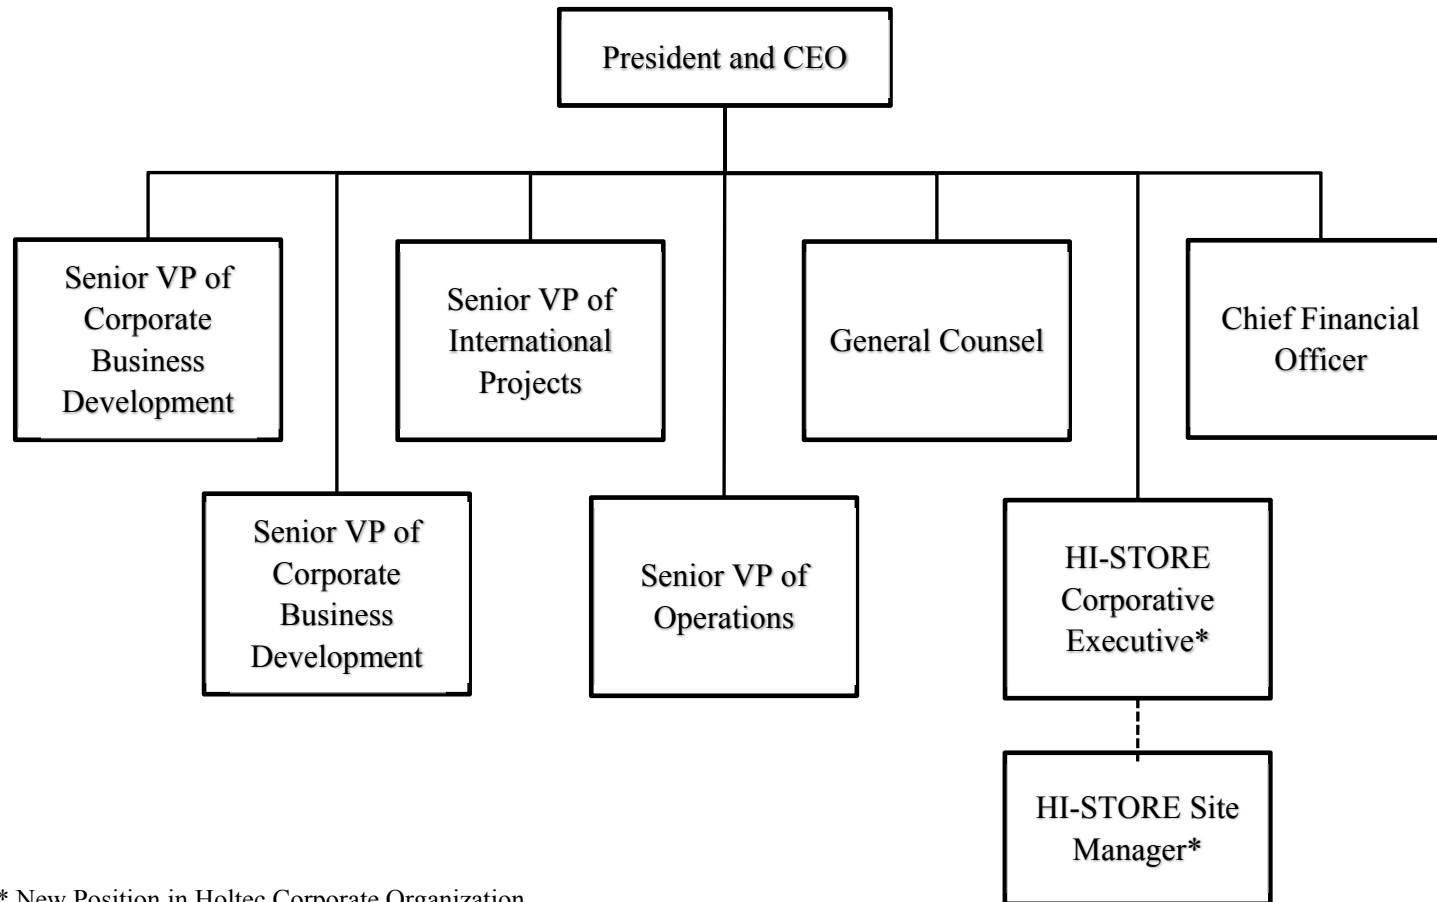 President and CEO
Senior VP of
Corporate
Business
Development
Senior VP of
International
Projects
General Counsel
Chief Financial
Officer
Senior VP of
Corporate
Business
Development
Senior VP of
Operations
HI-STORE
Corporative
Executive*
HI-STORE Site
Manager*
* New Position in Holtec Corporate Organization